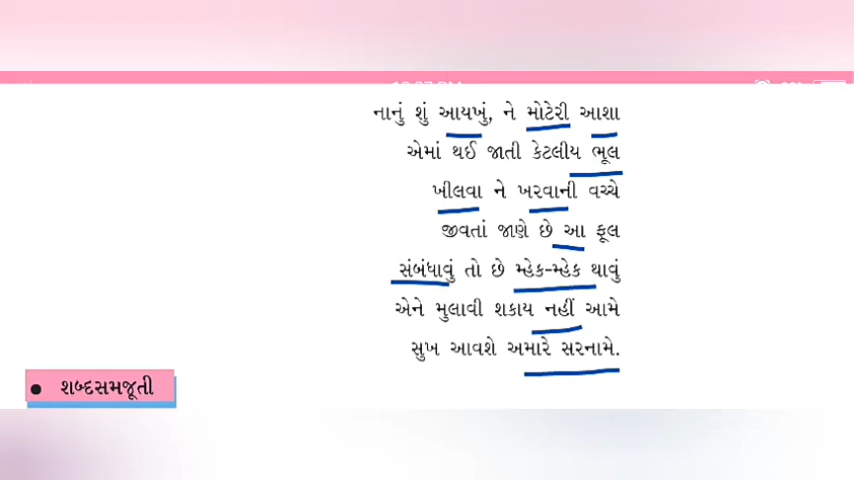 નાનું શું આયખું, ને મોટેરી આશા
એમાં થઈ જાતી કેટલીય ભૂલ
ખીલવા ને ખરવાની વચ્ચે
જીવતાં જાણે છે આ ફૂલ
સંબંધાવું તો છે મ્હેક-મ્હેક થાવું
એને મુલાવી શકાય નહીં આમે
સુખ આવશે અમારે સરનામે.
● શબ્દસમજૂતી